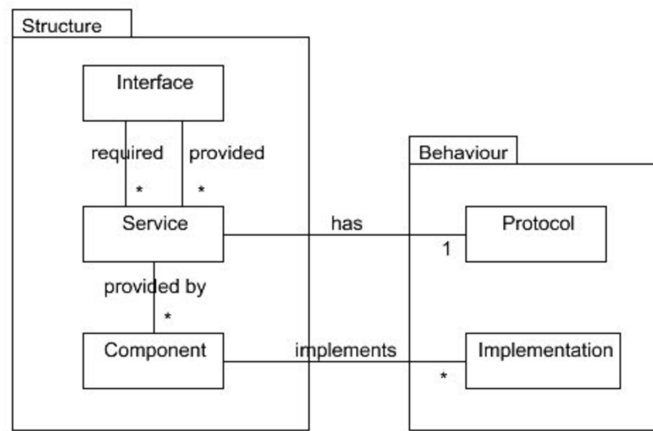 Structure
Interface
required provided
* *
Behaviour
Service
has
1
Protocol
provided by
*
Component
implements
*
Implementation